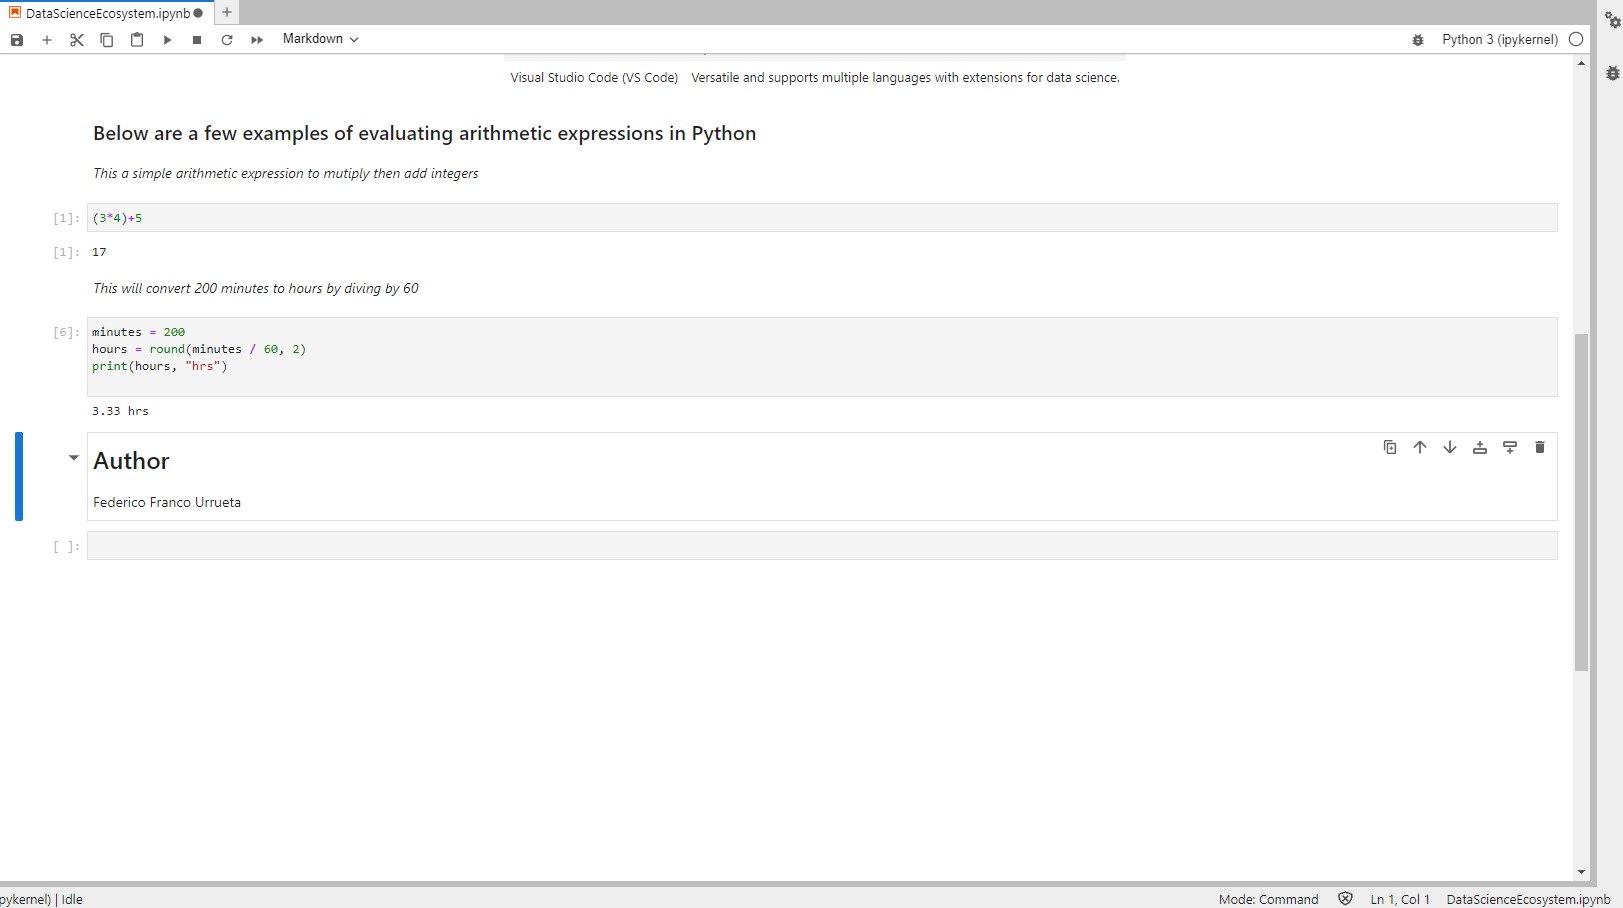 DataScienceEcosystem.ipynb
Markdown
Python 3 (ipykernel)
Visual Studio Code (VS Code) Versatile and supports multiple languages with extensions for data science.
Below are a few examples of evaluating arithmetic expressions in Python
This a simple arithmetic expression to mutiply then add integers
[1]: (3*4)+5
[1]: 17
This will convert 200 minutes to hours by diving by 60
[6]: minutes = 200
hours = round(minutes / 60, 2)
print(hours, "hrs")
3.33 hrs
Author
Federico Franco Urrueta
[ ]:
pykernel) | Idle
Mode: Command
Ln 1, Col 1
DataScienceEcosystem.ipynb